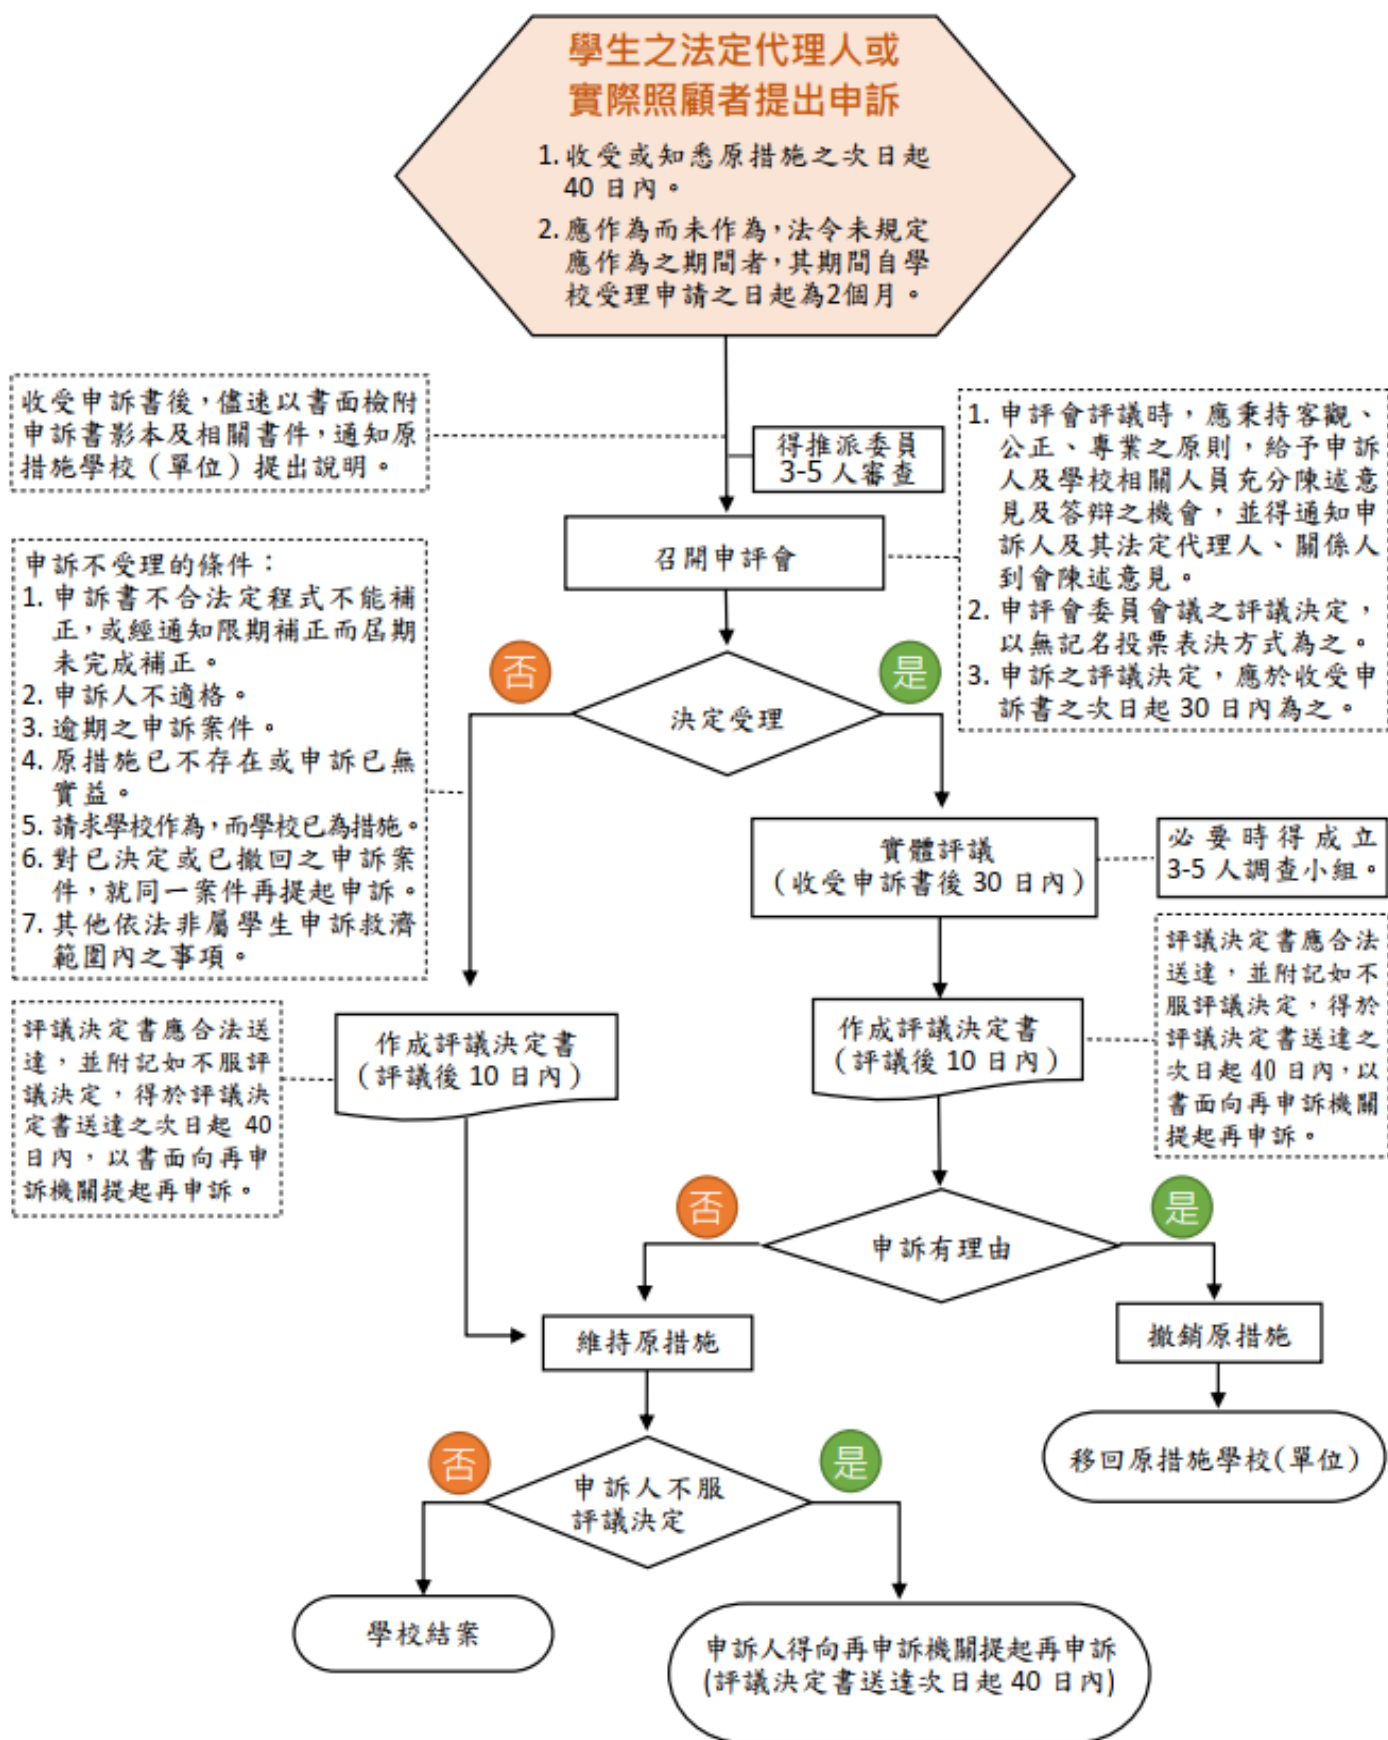 學生之法定代理人或
實際照顧者提出申訴
1. 收受或知悉原措施之次日起
40 日內。
2. 應作為而未作為，法令未規定
應作為之期間者，其期間自學
校受理申請之日起為2個月。
收受申訴書後，儘速以書面檢附
申訴書影本及相關書件，通知原
措施學校（單位）提出說明。
得推派委員
3-5 人審查
1. 申評會評議時，應秉持客觀、
公正、專業之原則，給予申訴
人及學校相關人員充分陳述意
見及答辯之機會，並得通知申
訴人及其法定代理人、關係人
到會陳述意見。
2. 申評會委員會議之評議決定，
以無記名投票表決方式為之。
3. 申訴之評議決定，應於收受申
訴書之次日起 30 日內為之。
召開申評會
申訴不受理的條件：
1. 申訴書不合法定程式不能補
正，或經通知限期補正而屆期
未完成補正。
2. 申訴人不適格。
3. 逾期之申訴案件。
4. 原措施已不存在或申訴已無
實益。
5. 請求學校作為，而學校已為措施。
6. 對已決定或已撤回之申訴案
件，就同一案件再提起申訴。
7. 其他依法非屬學生申訴救濟
範圍內之事項。
否
是
決定受理
實體評議
（收受申訴書後 30 日內）
必要時得成立
3-5 人調查小組。
評議決定書應合法送
達，並附記如不服評
議決定，得於評議決
定書送達之次日起 40
日內，以書面向再申
訴機關提起再申訴。
作成評議決定書
（評議後 10 日內）
作成評議決定書
（評議後 10 日內）
評議決定書應合法
送達，並附記如不
服評議決定，得於
評議決定書送達之
次日起 40 日內，以
書面向再申訴機關
提起再申訴。
否
是
申訴有理由
維持原措施
撤銷原措施
移回原措施學校(單位)
否
是
申訴人不服
評議決定
學校結案
申訴人得向再申訴機關提起再申訴
(評議決定書送達次日起 40 日內)